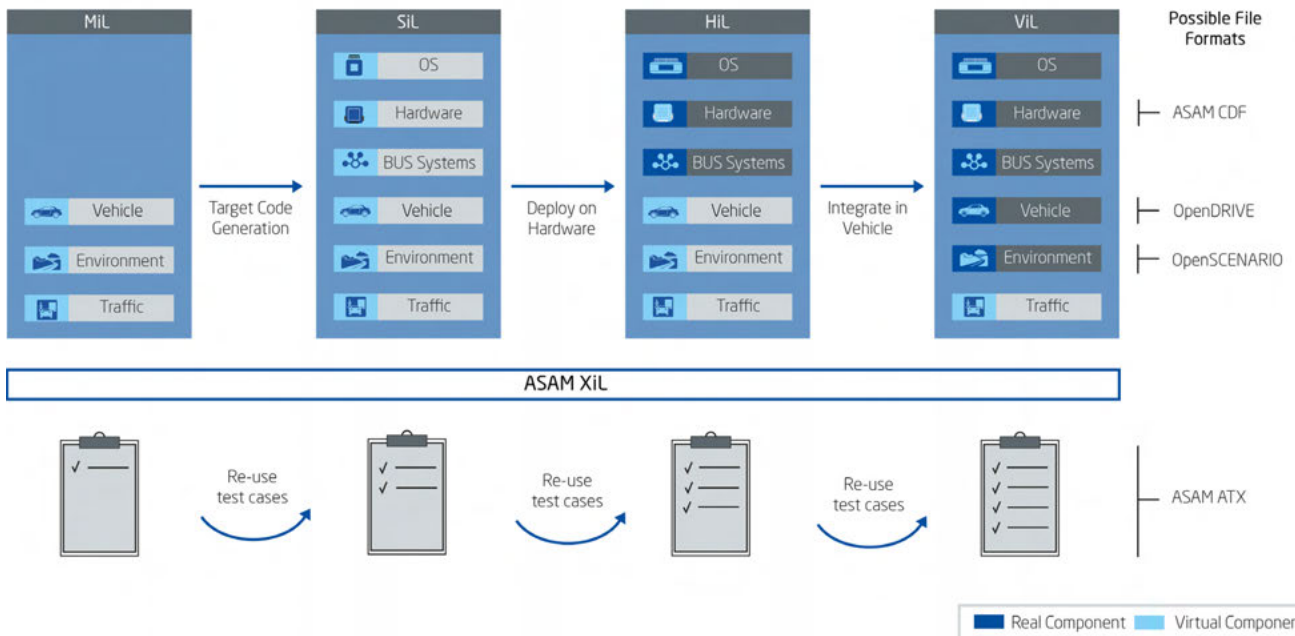 MiL
SiL
HiL
ViL
Possible File
Formats
OS
OS
OS
Hardware
Hardware
Hardware
ASAM CDF
BUS Systems
BUS Systems
BUS Systems
Vehicle
Target Code
Generation
Vehicle
Deploy on
Hardware
Vehicle
Integrate in
Vehicle
Vehicle
OpenDRIVE
Environment
Environment
Environment
Environment
OpenSCENARIO
Traffic
Traffic
Traffic
Traffic
ASAM XiL
Re-use
test cases
Re-use
test cases
Re-use
test cases
ASAM ATX
Real Component
Virtual Componen